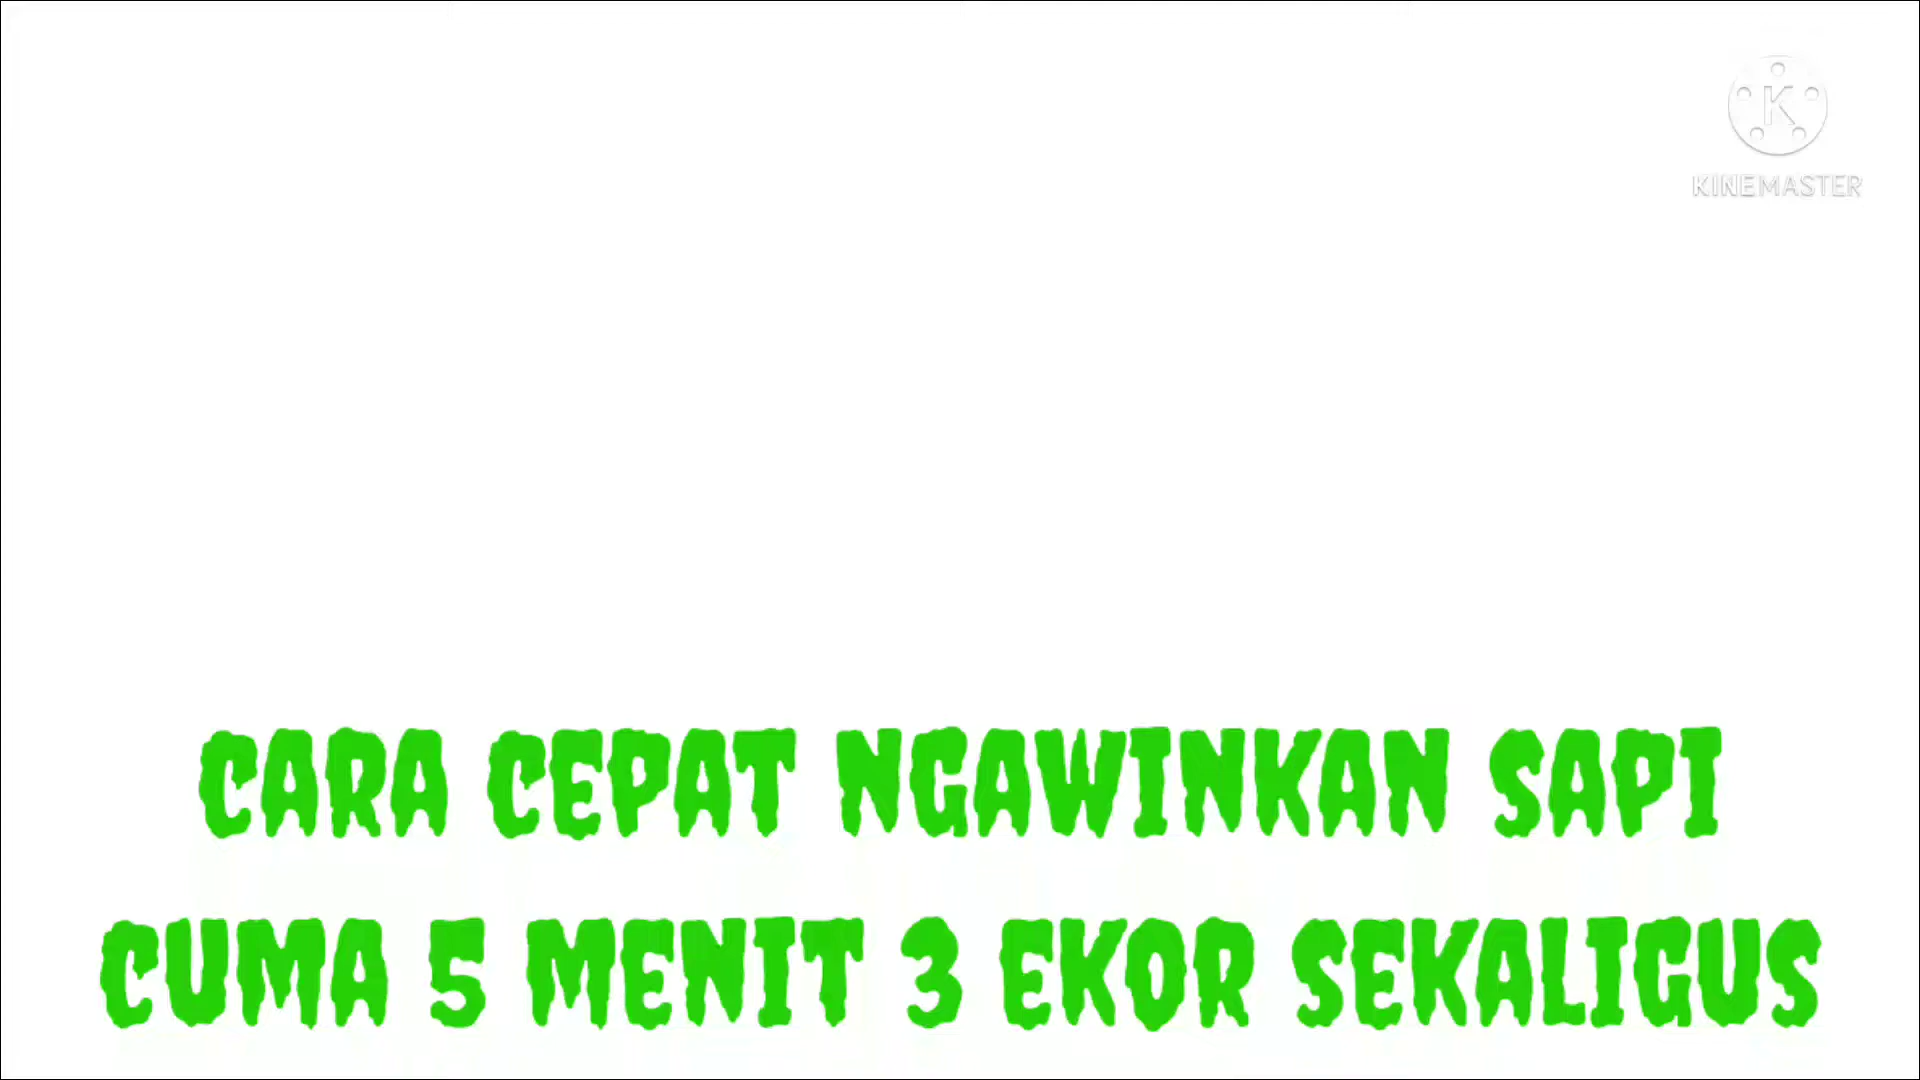 K
KINEMASTER
CARA CEPAT NGAWINKAN SAPI
CUMA 5 MENIT 3 EKOR SEKALIGUS